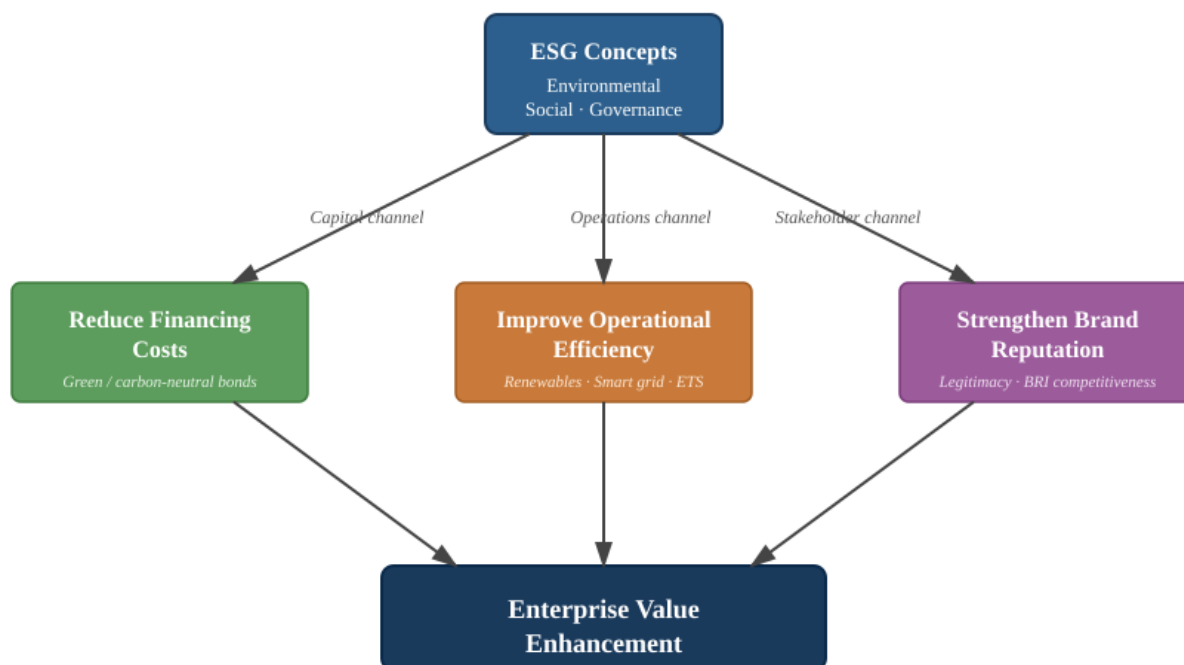 ESG Concepts
Environmental
Social · Governance
Capital channel
Operations channel
Stakeholder channel
Reduce Financing
Costs
Green / carbon-neutral bonds
Improve Operational
Efficiency
Renewables · Smart grid · ETS
Strengthen Brand
Reputation
Legitimacy · BRI competitiveness
Enterprise Value
Enhancement